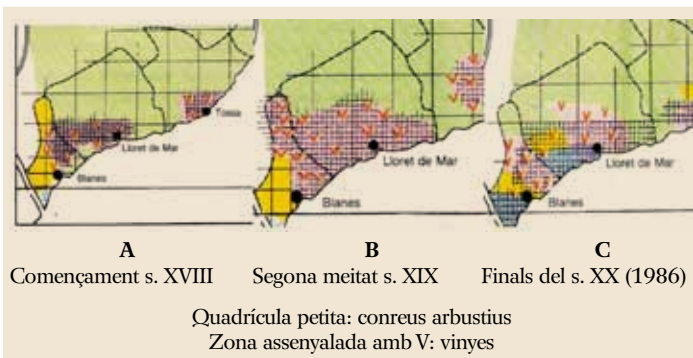 Tossa
Lloret de Mar
Blanes
Lloret de Mar
Blanes
Lloret de Mar
Blanes
A
B
C
Començament s. XVIII
Segona meitat s. XIX
Finals del s. XX (1986)
Quadrícula petita: conreus arbustius
Zona assenyalada amb V: vinyes